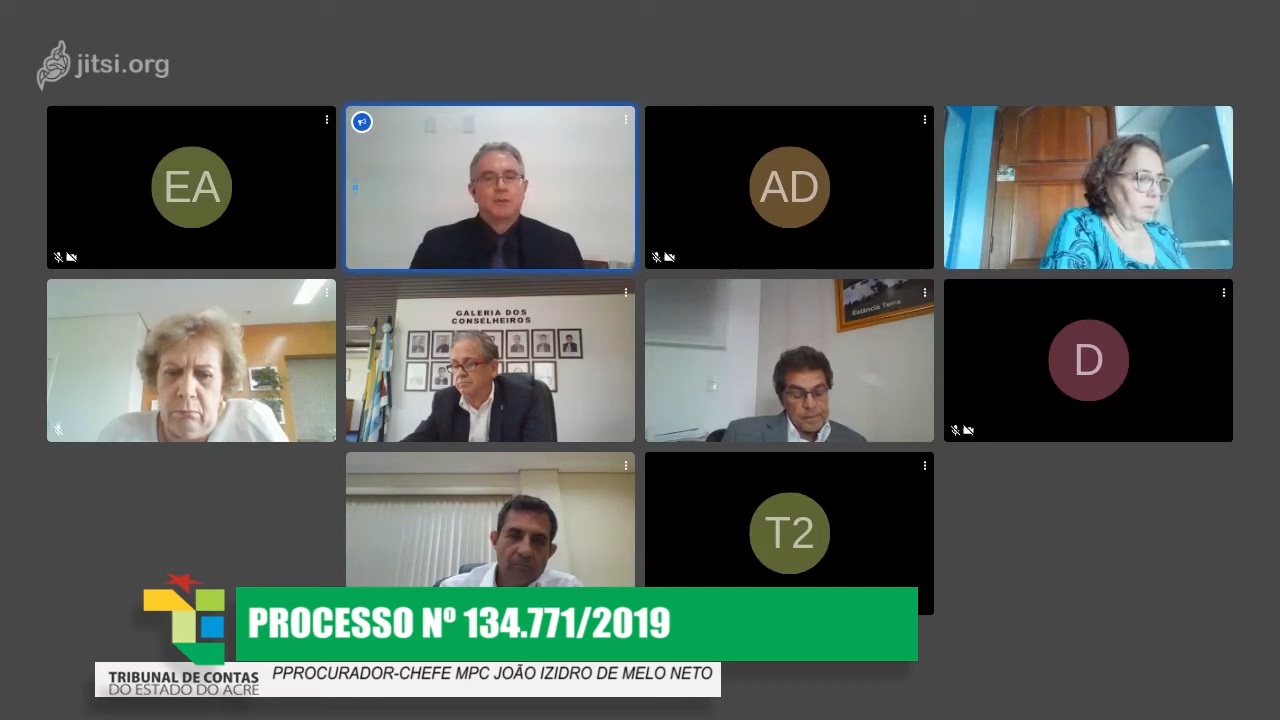 jitsi.org
EA
AD
GALERIA DOS
CONSELHEIROS
Estância Terra
D
T2
PROCESSO Nº 134.771/2019
TRIBUNAL DE CONTAS
DO ESTADO DO ACRE
PPROCURADOR-CHEFE MPC JOÃO IZIDRO DE MELO NETO